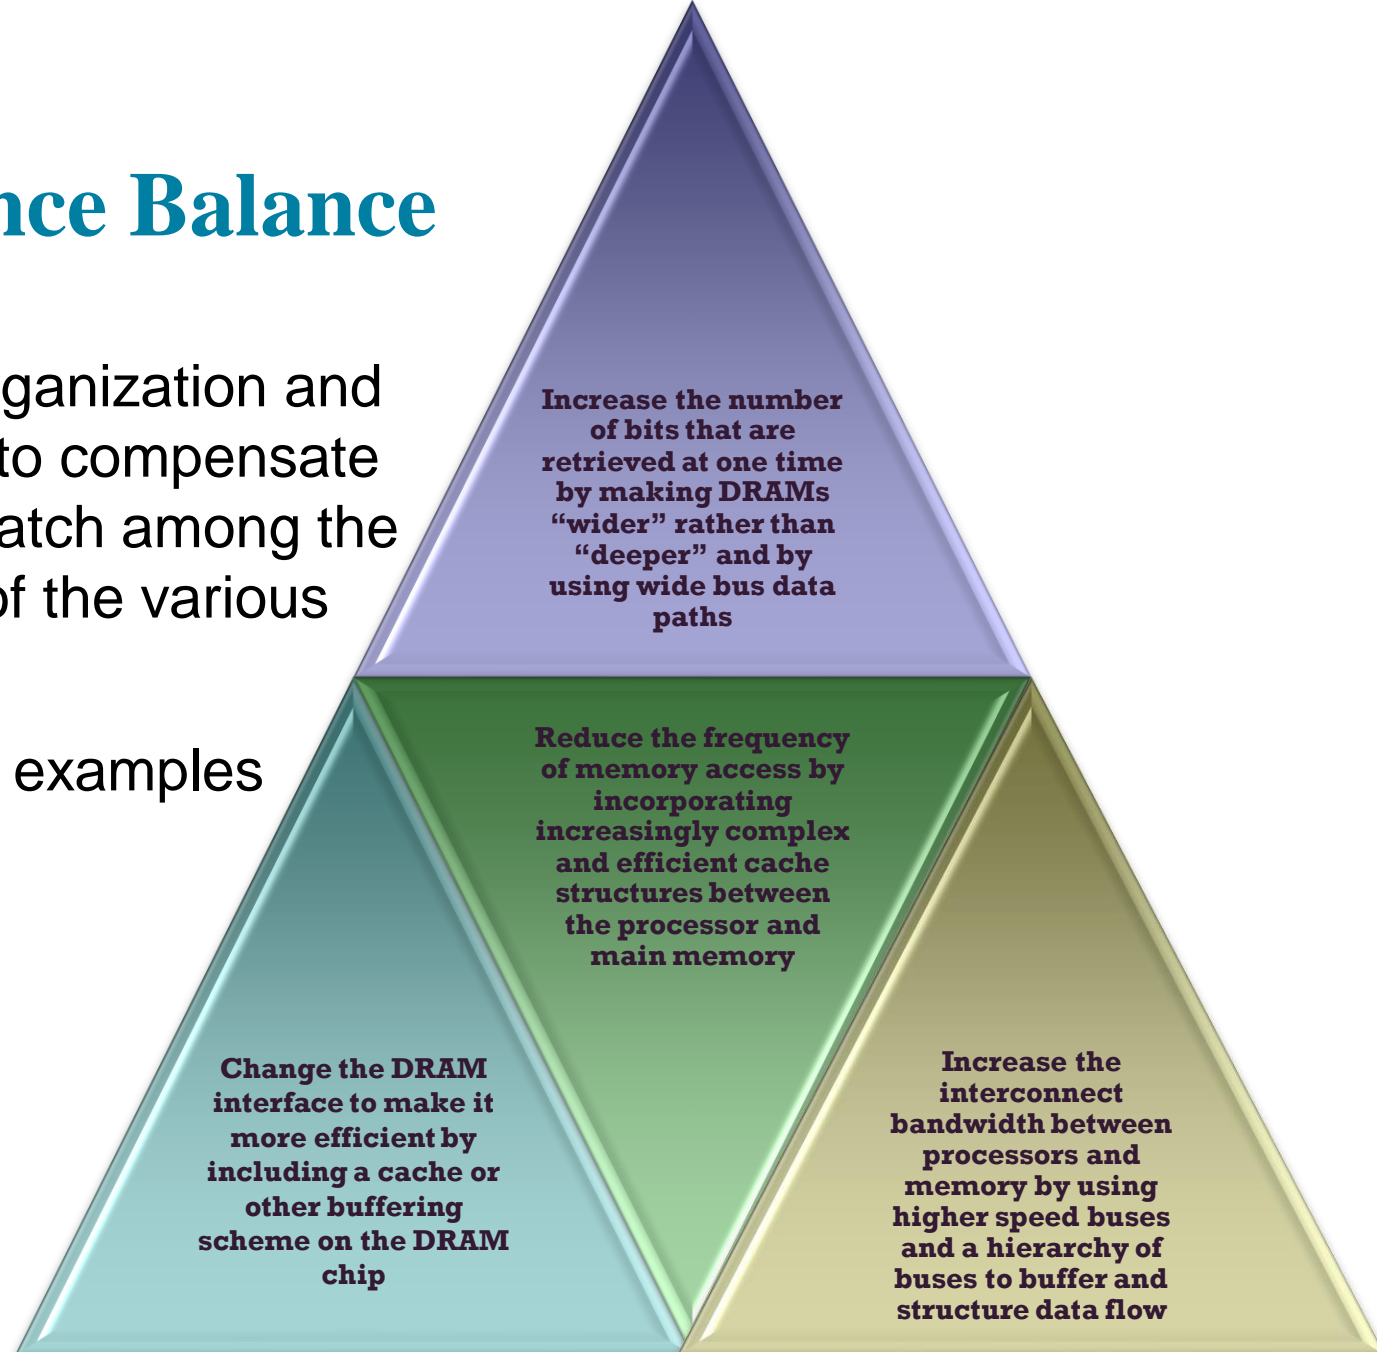 nce Balance
ganization and
to compensate
atch among the
of the various
examples
Increase the number
of bits that are
retrieved at one time
by making DRAMs
“wider” rather than
“deeper” and by
using wide bus data
paths
Reduce the frequency
of memory access by
incorporating
increasingly complex
and efficient cache
structures between
the processor and
main memory
Change the DRAM
interface to make it
more efficient by
including a cache or
other buffering
scheme on the DRAM
chip
Increase the
interconnect
bandwidth between
processors and
memory by using
higher speed buses
and a hierarchy of
buses to buffer and
structure data flow